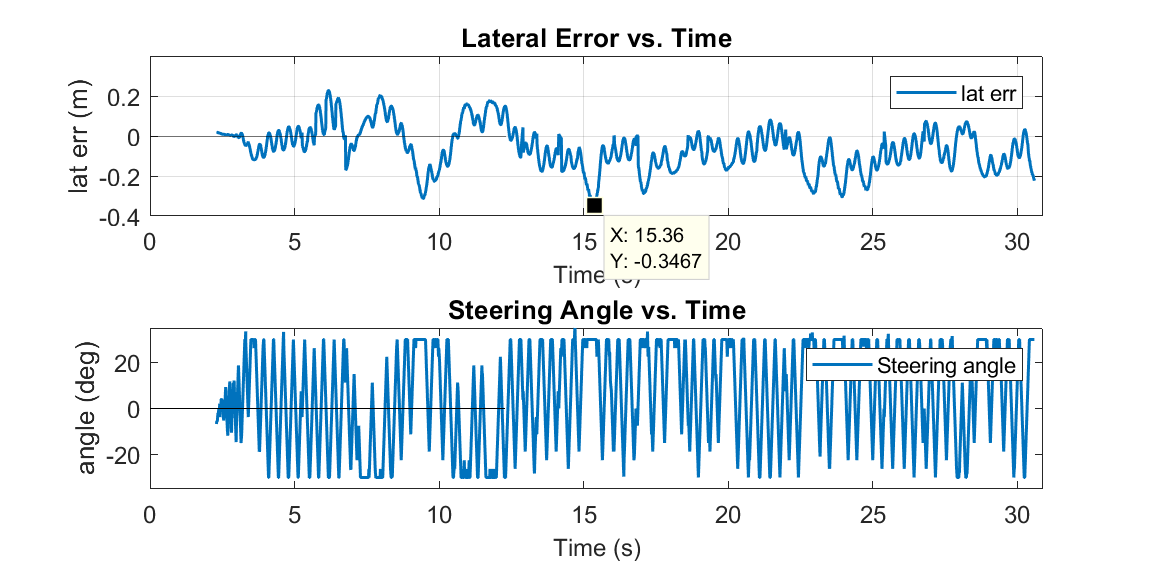 Lateral Error vs. Time
lat err (m)
0.2
0
-0.2
-0.4
lat err
0 5 10 15 20 25 30
X: 15.36
Y: -0.3467
Time (s)
Steering Angle vs. Time
angle (deg)
20
0
-20
Steering angle
0 5 10 15 20 25 30
Time (s)